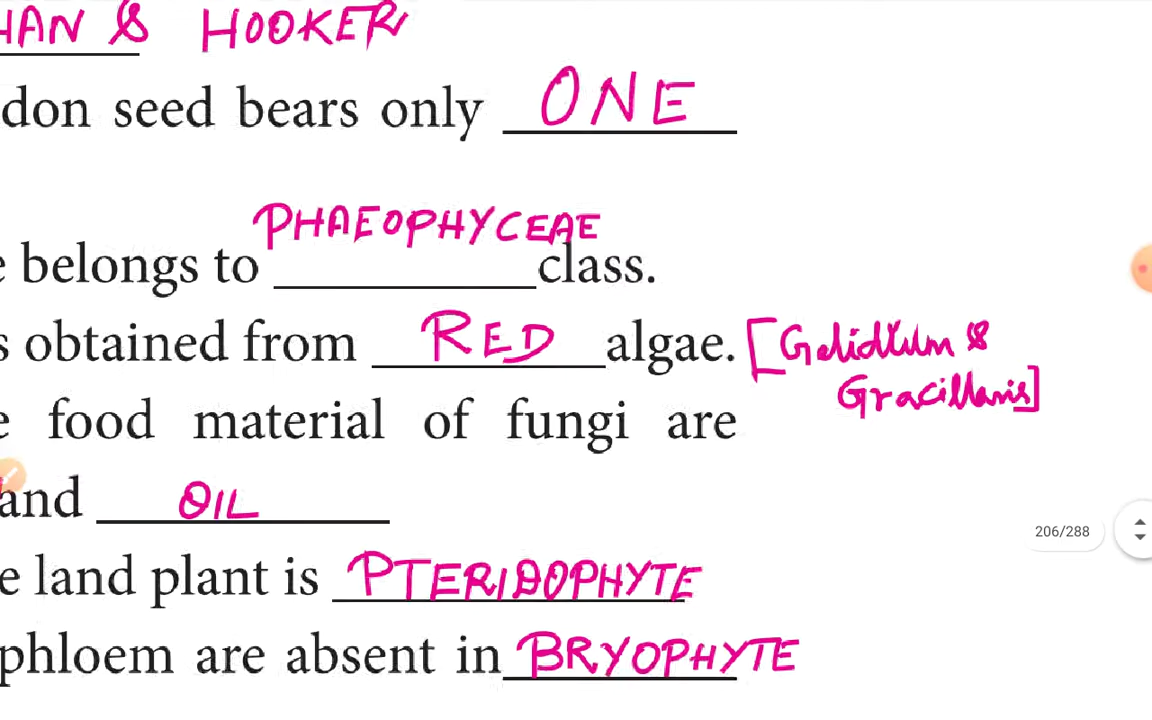 HAN & HOOKER
don seed bears only ONE
PHAEOPHYCEAE
e belongs to ________ class.
s obtained from RED algae. [Gelidium &
Gracillaris]
e food material of fungi are
and OIL
206/288
e land plant is PTERIDOPHYTE
phloem are absent in BRYOPHYTE